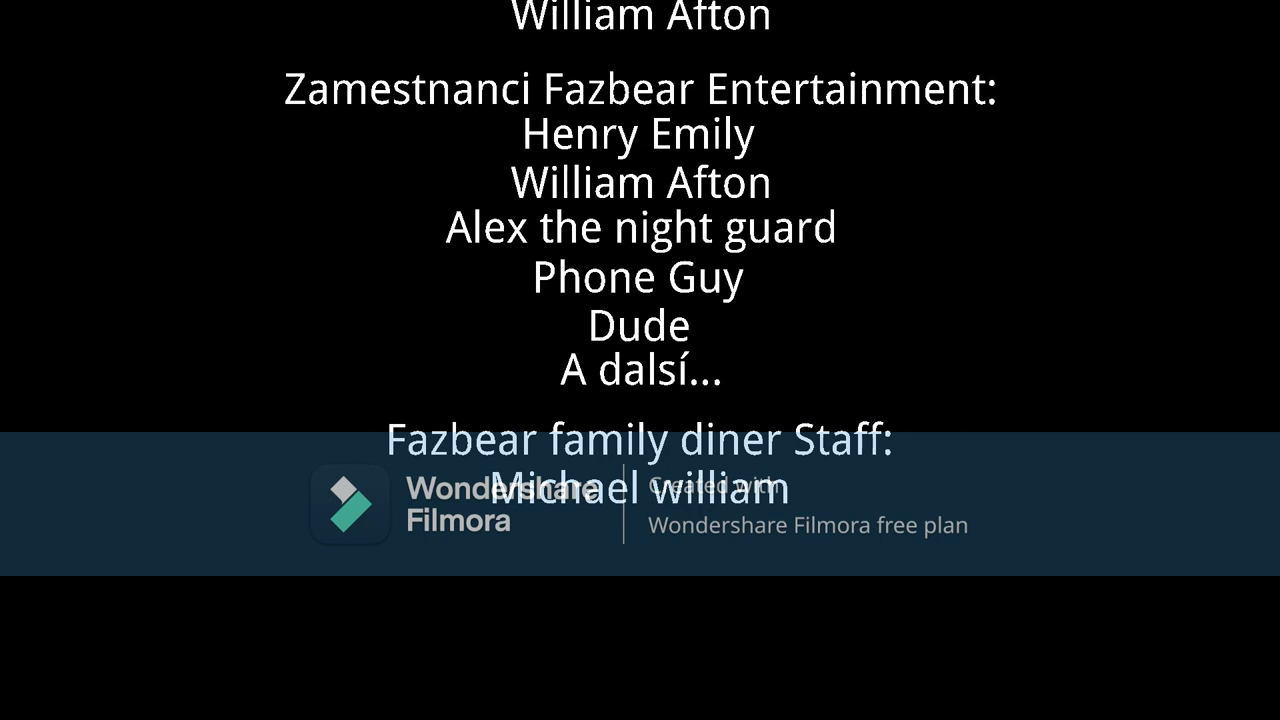 William Afton
Zamestnanci Fazbear Entertainment:
Henry Emily
William Afton
Alex the night guard
Phone Guy
Dude
A dalsí...
Fazbear family diner Staff:
Michael william
Wondershare
Filmora
Created with
Wondershare Filmora free plan